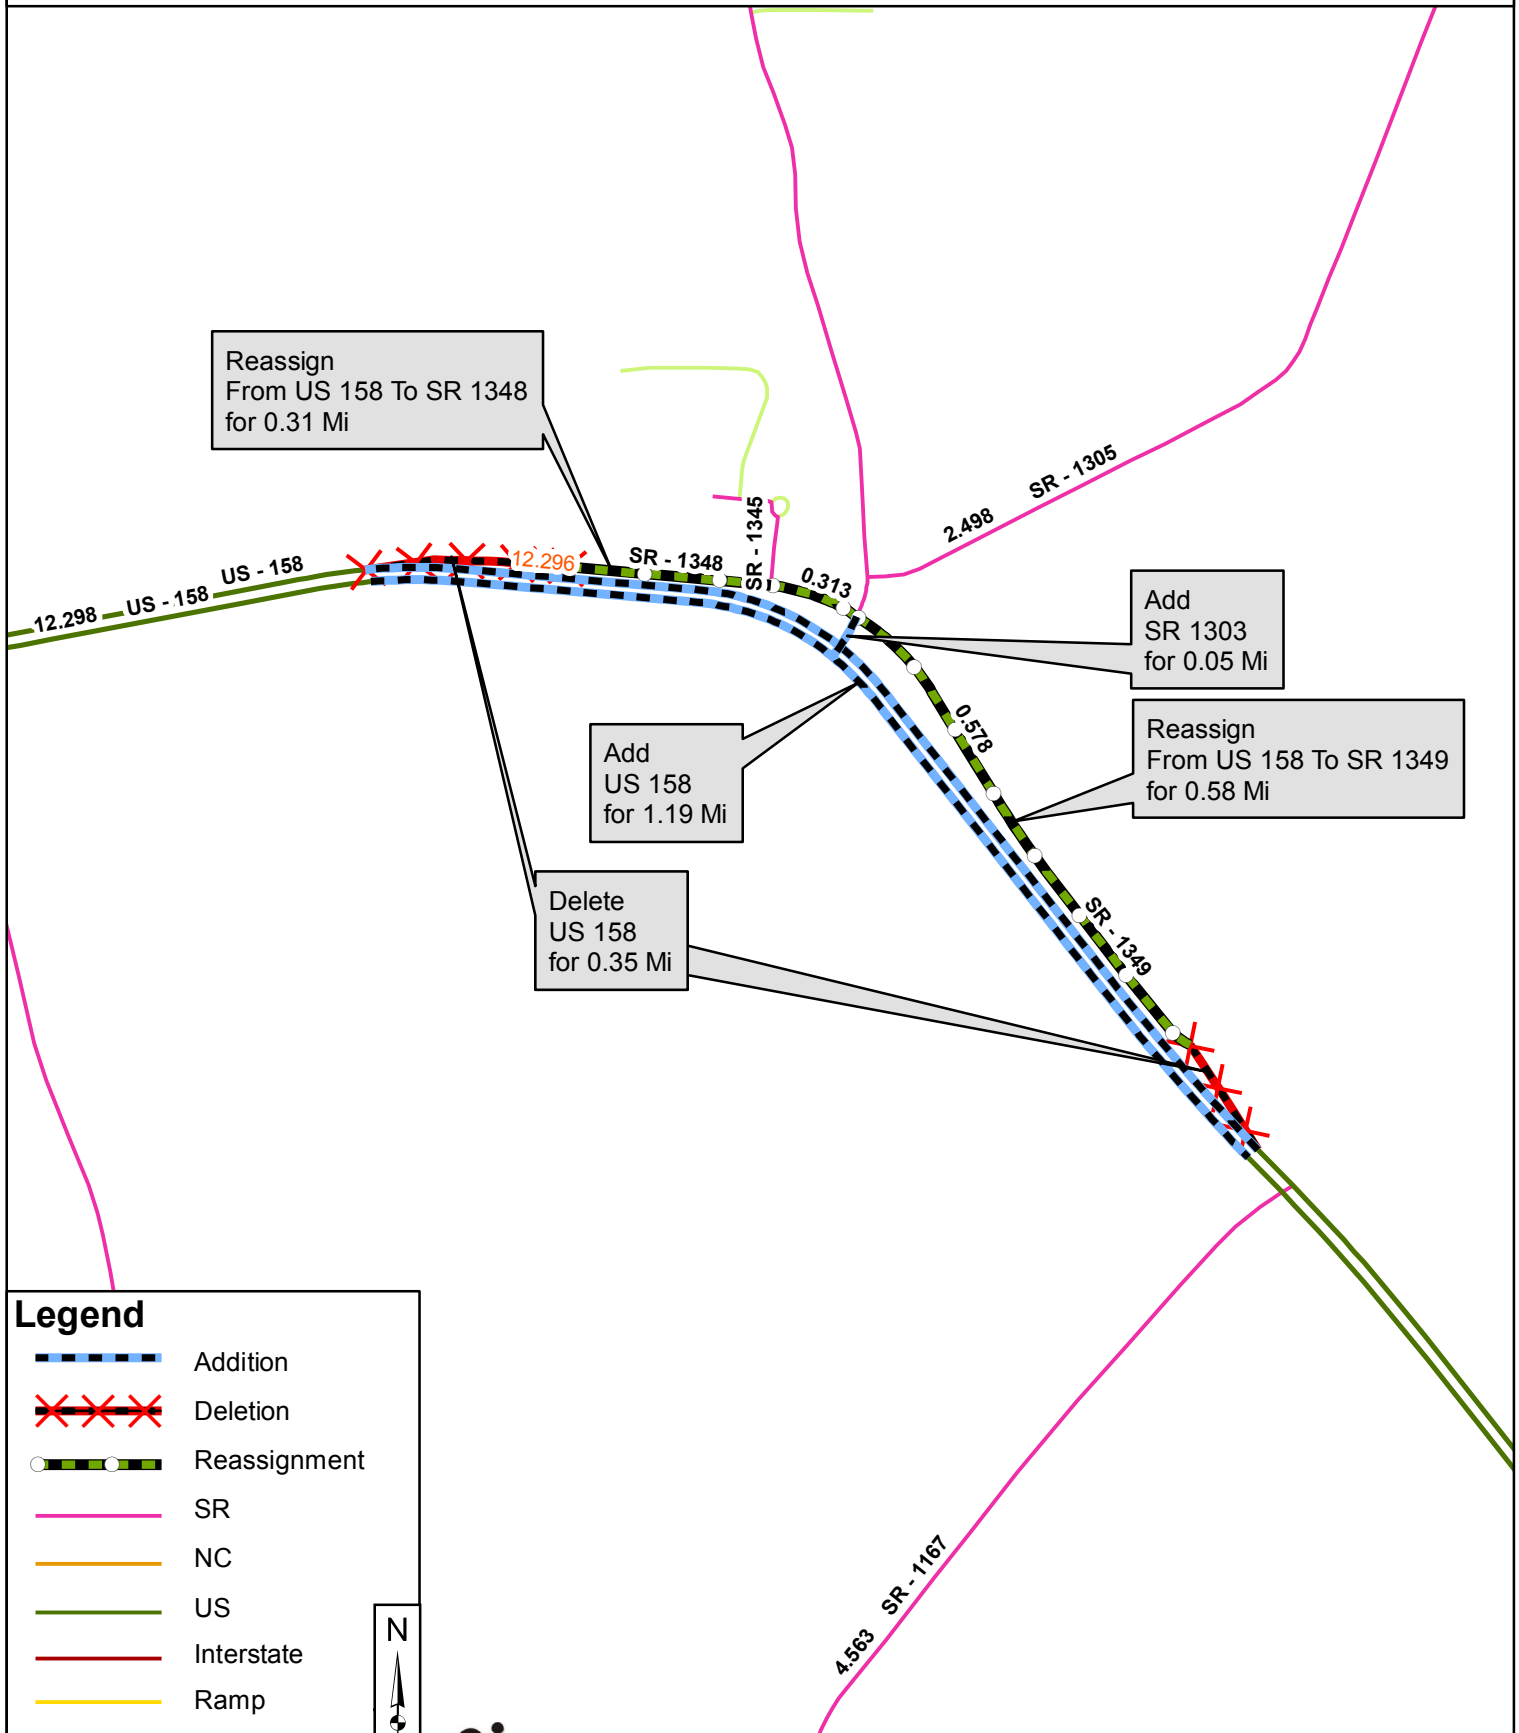 Reassign
From US 158 To SR 1348
for 0.31 Mi
SR - 1305
2.498
SR - 1345
US - 158
12.296
SR - 1348
0.313
12.298
US - 158
Add
SR 1303
for 0.05 Mi
Reassign
From US 158 To SR 1349
for 0.58 Mi
0.578
Add
US 158
for 1.19 Mi
Delete
US 158
for 0.35 Mi
SR - 1349
SR - 1167
4.563
Legend
Addition
Deletion
Reassignment
SR
NC
US
Interstate
Ramp
N